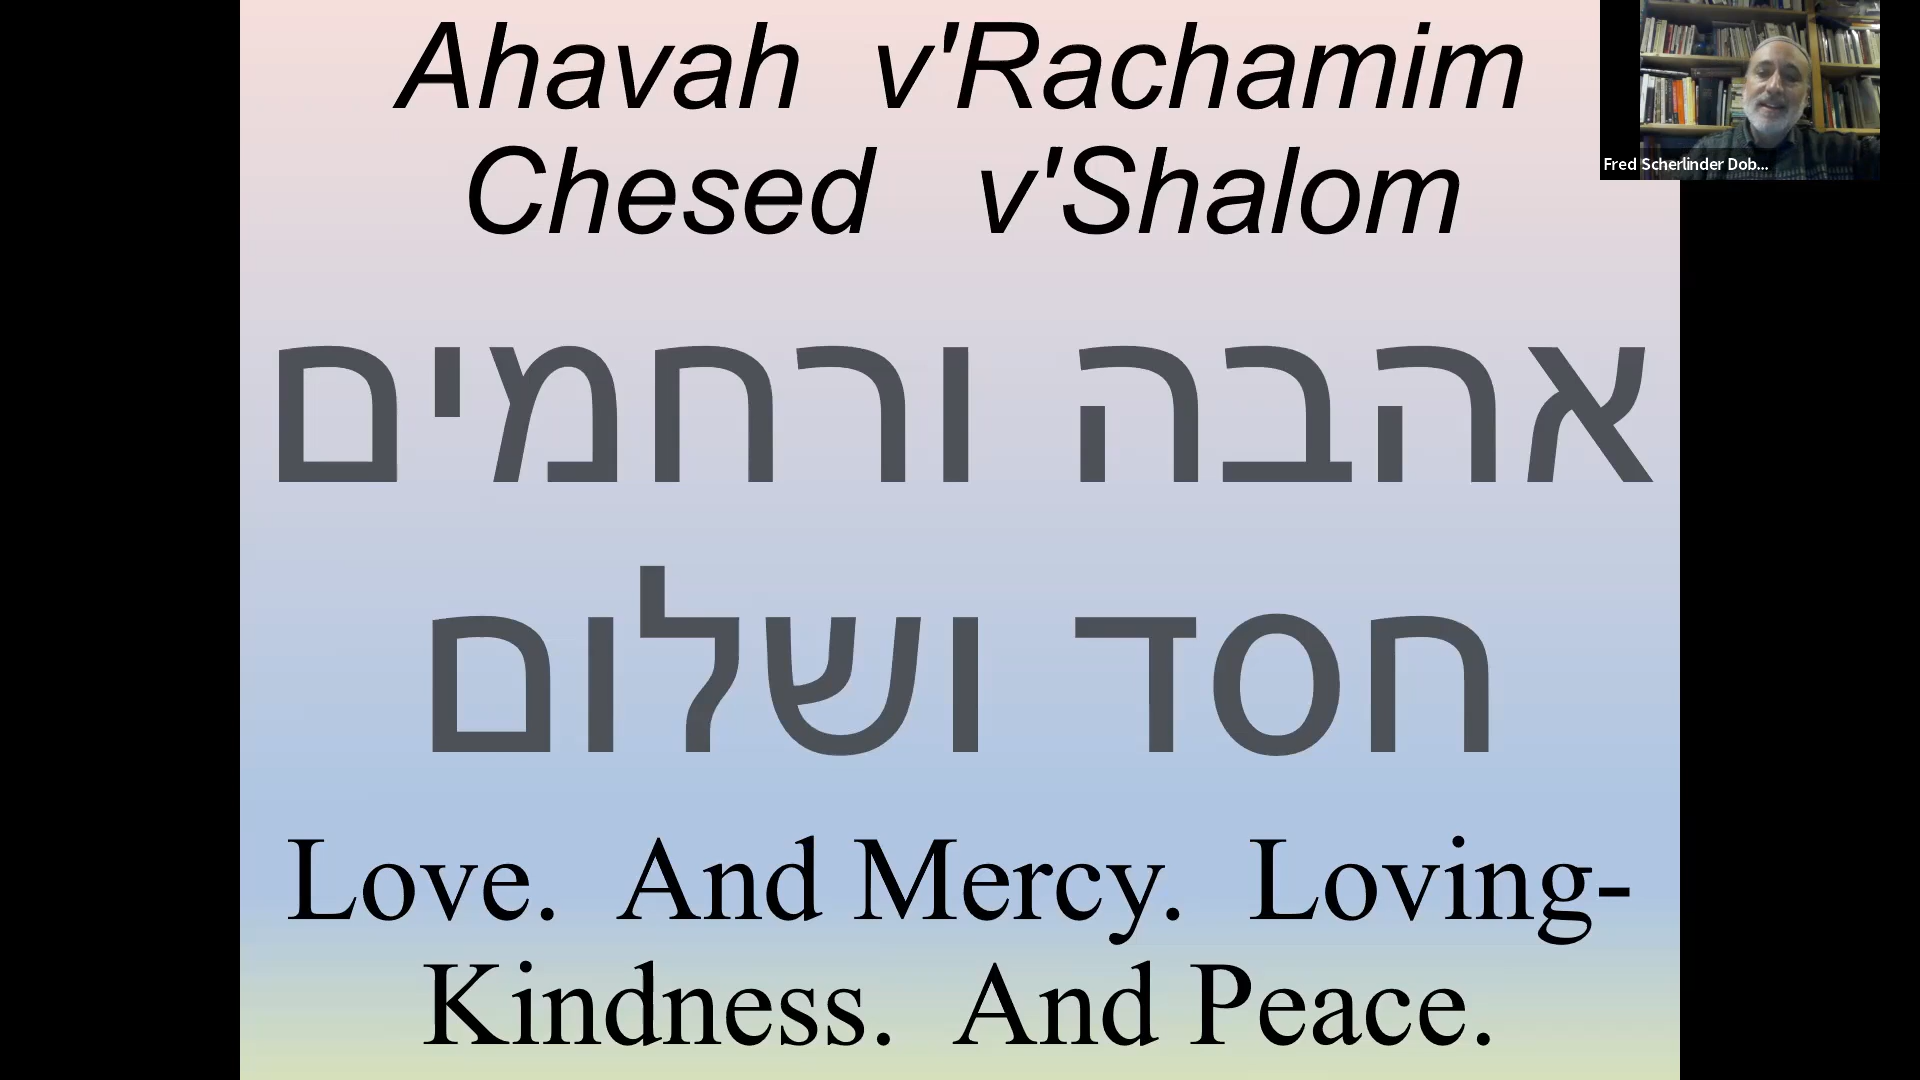 Ahavah v'Rachamim
Chesed v'Shalom
אהבה ורחמים
חסד ושלום
Love. And Mercy. Loving-
Kindness. And Peace.
Fred Scherlinder Dob...